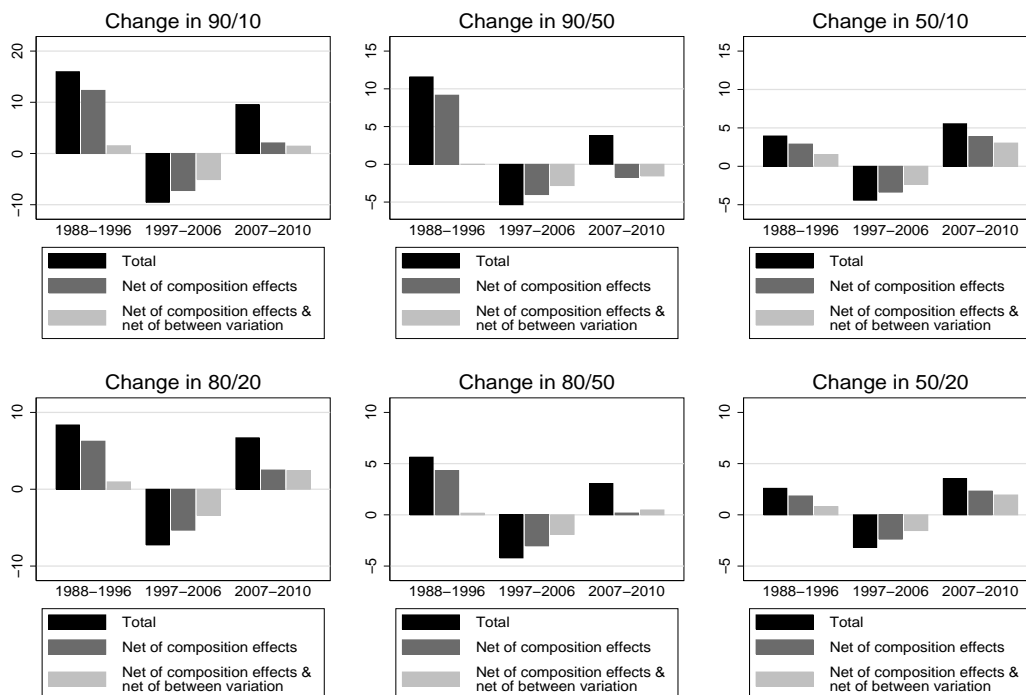 Change in 90/10
20
10
0
−10
1988−1996 1997−2006 2007−2010
Total
Net of composition effects
Net of composition effects &
net of between variation
Change in 90/50
15
10
5
0
−5
1988−1996 1997−2006 2007−2010
Total
Net of composition effects
Net of composition effects &
net of between variation
Change in 50/10
15
10
5
0
−5
1988−1996 1997−2006 2007−2010
Total
Net of composition effects
Net of composition effects &
net of between variation
Change in 80/20
10
0
−10
1988−1996 1997−2006 2007−2010
Total
Net of composition effects
Net of composition effects &
net of between variation
Change in 80/50
10
5
0
−5
1988−1996 1997−2006 2007−2010
Total
Net of composition effects
Net of composition effects &
net of between variation
Change in 50/20
10
5
0
−5
1988−1996 1997−2006 2007−2010
Total
Net of composition effects
Net of composition effects &
net of between variation